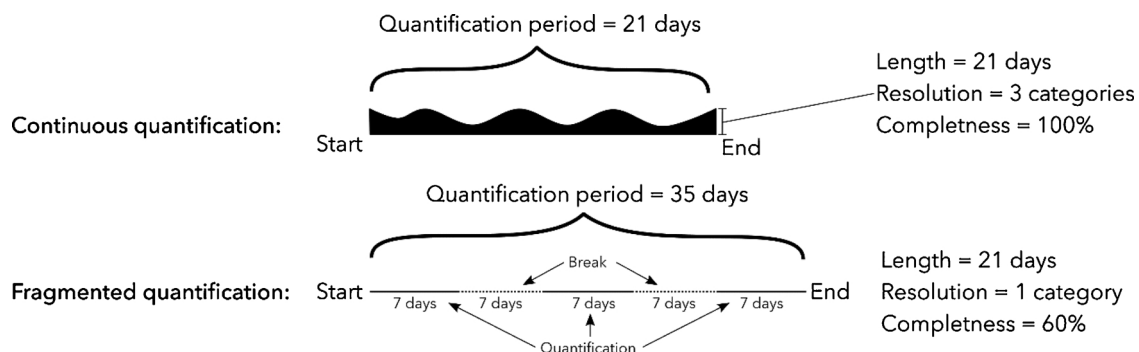 Quantification period = 21 days
Length = 21 days
Resolution = 3 categories
Completness = 100%
Continuous quantification:
Start
End
Quantification period = 35 days
Length = 21 days
Resolution = 1 category
Completness = 60%
Break
Fragmented quantification:
Start
End
7 days 7 days 7 days 7 days 7 days
Quantification